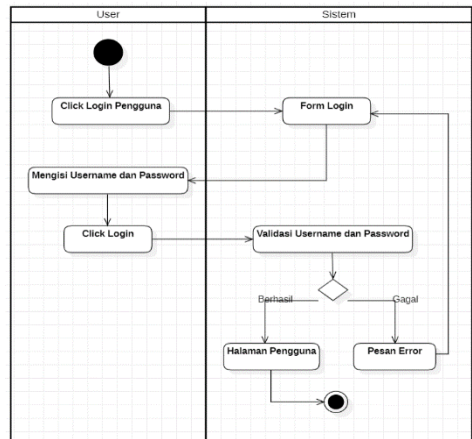 User
Sistem
Click Login Pengguna
Form Login
Mengisi Username dan Password
Click Login
Validasi Username dan Password
Berhasil
Gagal
Halaman Pengguna
Pesan Error